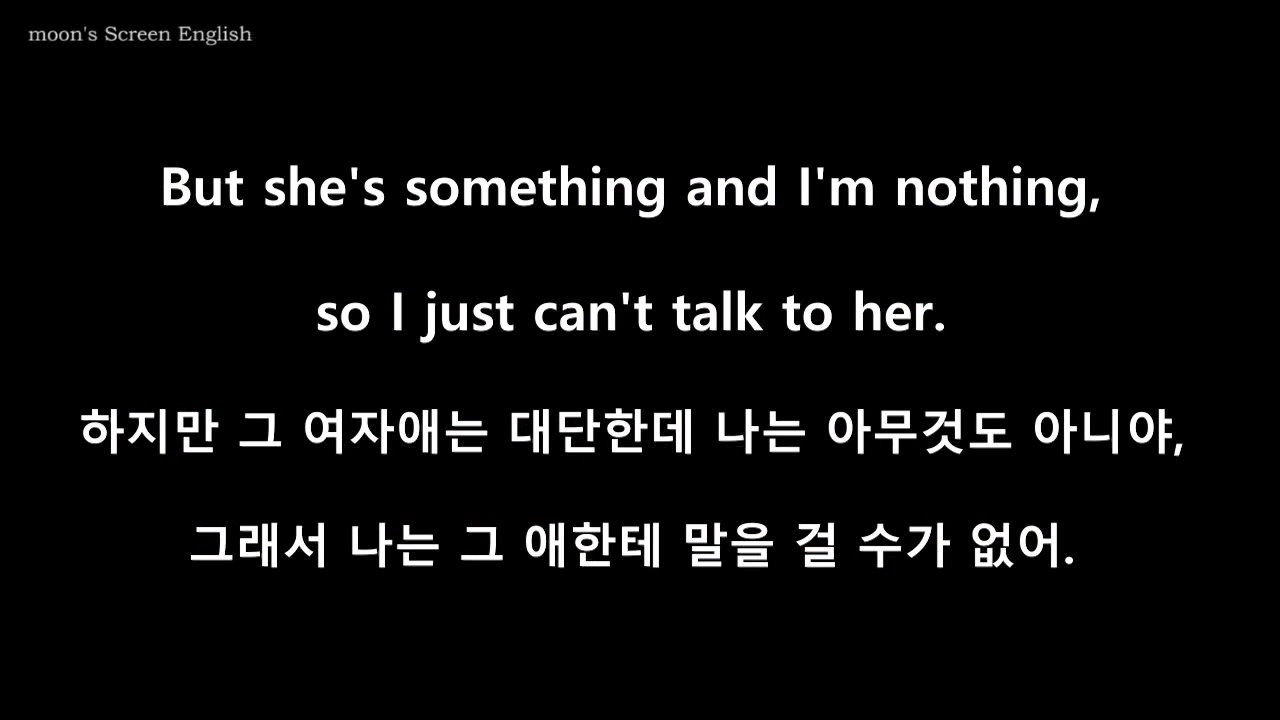 moon's Screen English
But she's something and I'm nothing,
so I just can't talk to her.
하지만 그 여자애는 대단한데 나는 아무것도 아니야,
그래서 나는 그 애한테 말을 걸 수가 없어.